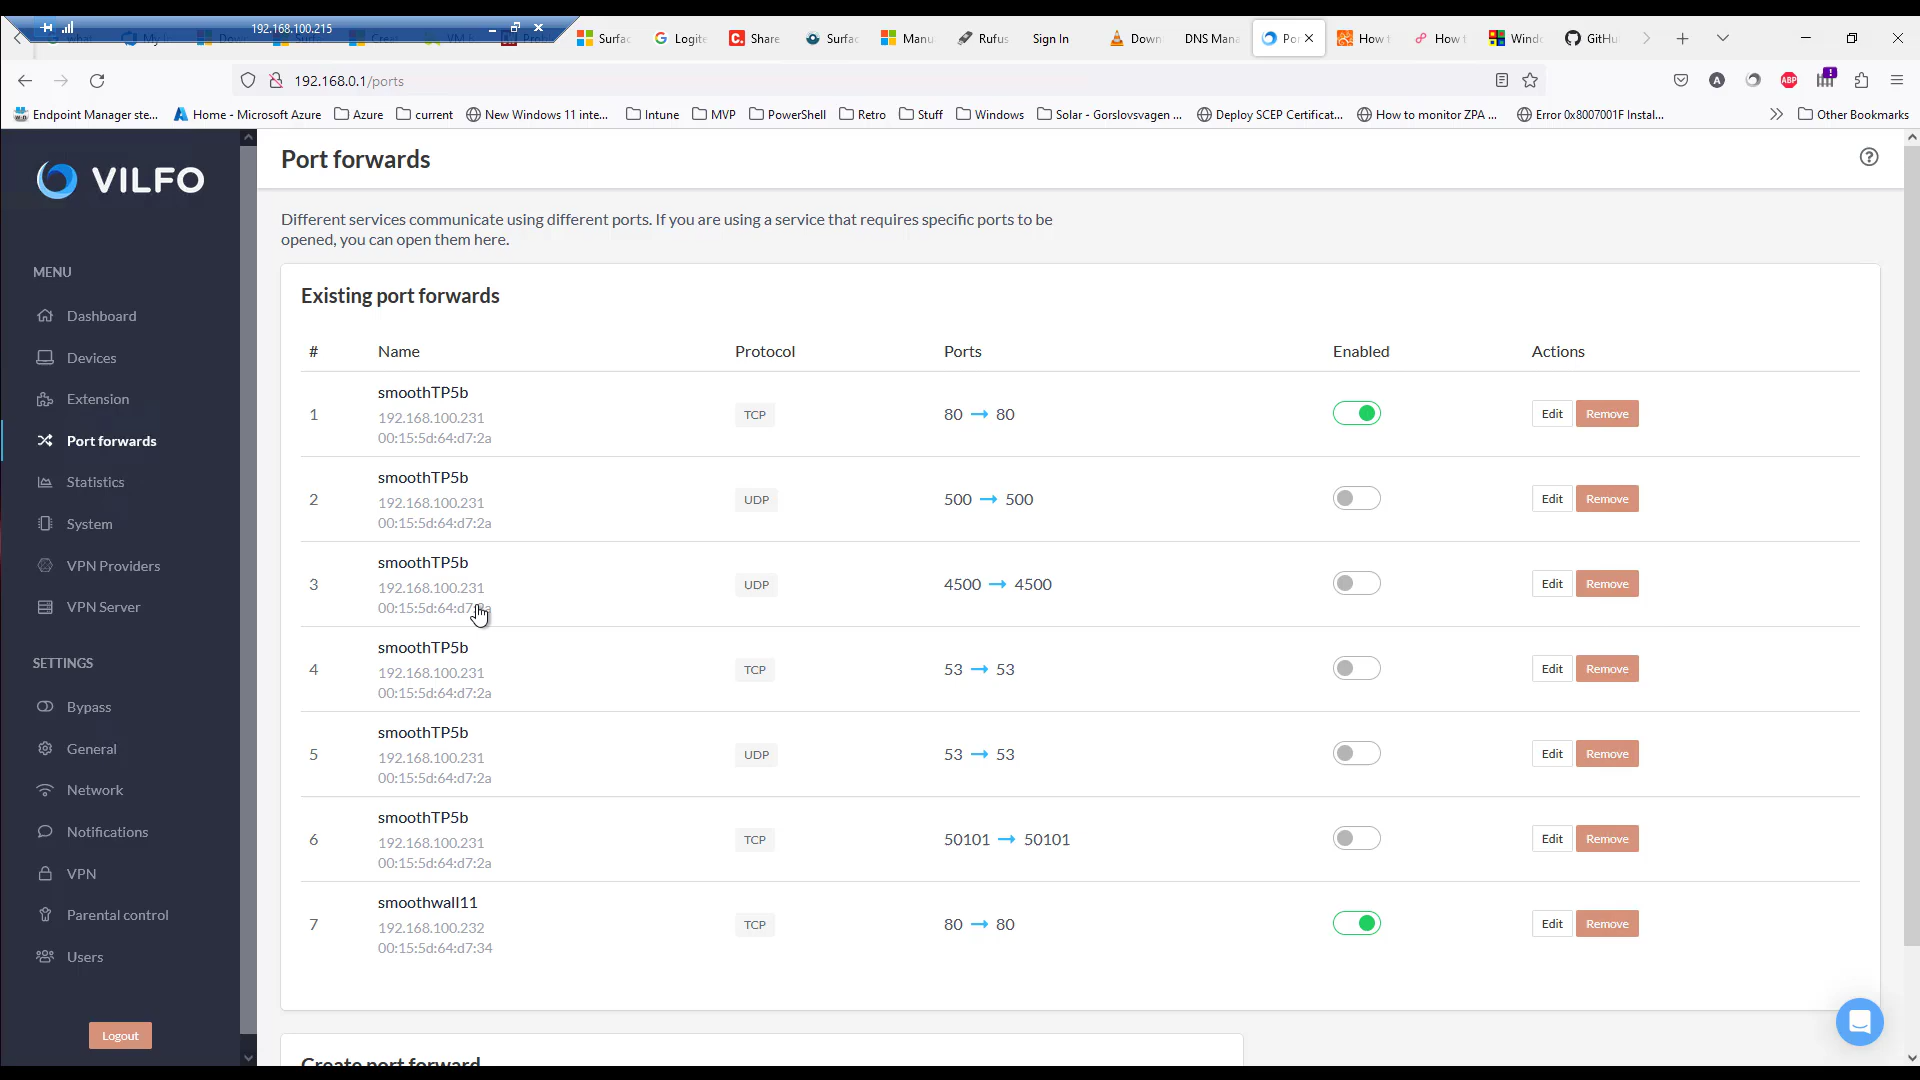 192.168.100.215
Surfac
Logite
Share
Surfac
Manu
Rufus
Sign In
Down
DNS Mana
Por
How t
How t
Windo
GitHu
192.168.0.1/ports
Endpoint Manager ste...
Home - Microsoft Azure
Azure
current
New Windows 11 inte...
Intune
MVP
PowerShell
Retro
Stuff
Windows
Solar - Gorslovsvagen ...
Deploy SCEP Certificat...
How to monitor ZPA ...
Error 0x8007001F Instal...
Other Bookmarks
VILFO
MENU
Dashboard
Devices
Extension
Port forwards
Statistics
System
VPN Providers
VPN Server
SETTINGS
Bypass
General
Network
Notifications
VPN
Parental control
Users
Logout
Port forwards
Different services communicate using different ports. If you are using a service that requires specific ports to be
opened, you can open them here.
Existing port forwards
# Name Protocol Ports Enabled Actions
smoothTP5b
192.168.100.231
1 TCP 80 → 80 Edit Remove
00:15:5d:64:d7:2a
smoothTP5b
192.168.100.231
2 UDP 500 → 500 Edit Remove
00:15:5d:64:d7:2a
smoothTP5b
192.168.100.231
3 UDP 4500 → 4500 Edit Remove
00:15:5d:64:d7:2a
smoothTP5b
192.168.100.231
4 TCP 53 → 53 Edit Remove
00:15:5d:64:d7:2a
smoothTP5b
192.168.100.231
5 UDP 53 → 53 Edit Remove
00:15:5d:64:d7:2a
smoothTP5b
192.168.100.231
6 TCP 50101 → 50101 Edit Remove
00:15:5d:64:d7:2a
smoothwall11
192.168.100.232
7 TCP 80 → 80 Edit Remove
00:15:5d:64:d7:34
Create port forward